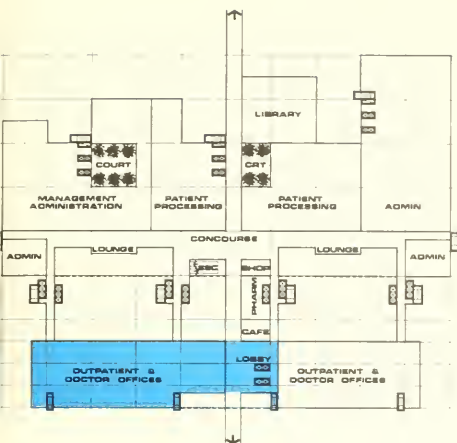 LIBRARY
COURT
CRT
MANAGEMENT
ADMINISTRATION
PATIENT
PROCESSING
PATIENT
PROCESSING
ADMIN
CONCOURSE
ADMIN
LOUNGE
LOUNGE
ADMIN
ESC
SHOP
PHARM
CAFE
LOBBY
OUTPATIENT &
DOCTOR OFFICES
OUTPATIENT &
DOCTOR OFFICES